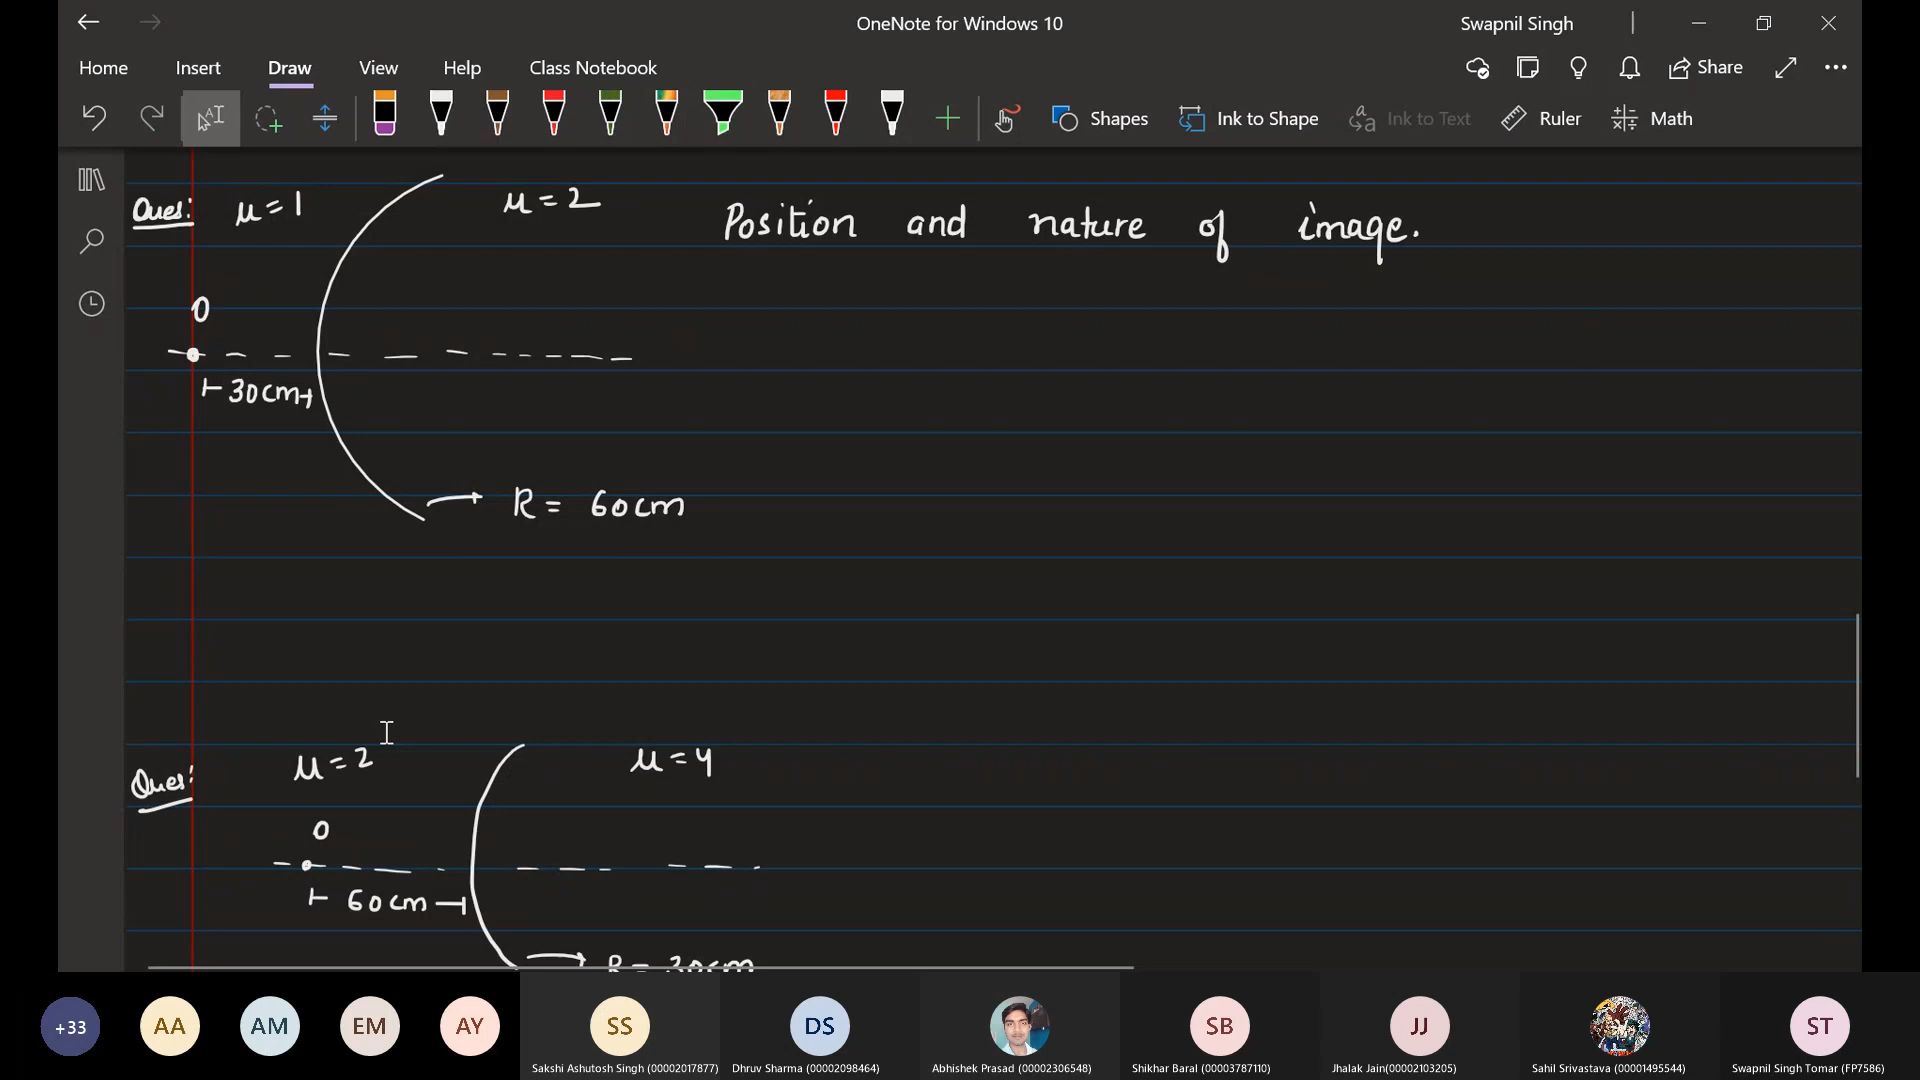 OneNote for Windows 10
Swapnil Singh
Home Insert Draw View Help Class Notebook
Share
Shapes Ink to Shape Ink to Text Ruler Math
Ques: μ = 1 μ = 2 Position and nature of image.
O
30cm
R = 60cm
Ques: μ = 2 μ = 4
O
60cm
R = 30cm
+33 AA AM EM AY SS DS SB JJ ST
Sakshi Ashutosh Singh (00002017877) Dhruv Sharma (00002098464) Abhishek Prasad (00002306548) Shikhar Baral (00003787110) Jhalak Jain(00002103205) Sahil Srivastava (00001495544) Swapnil Singh Tomar (FP7586)